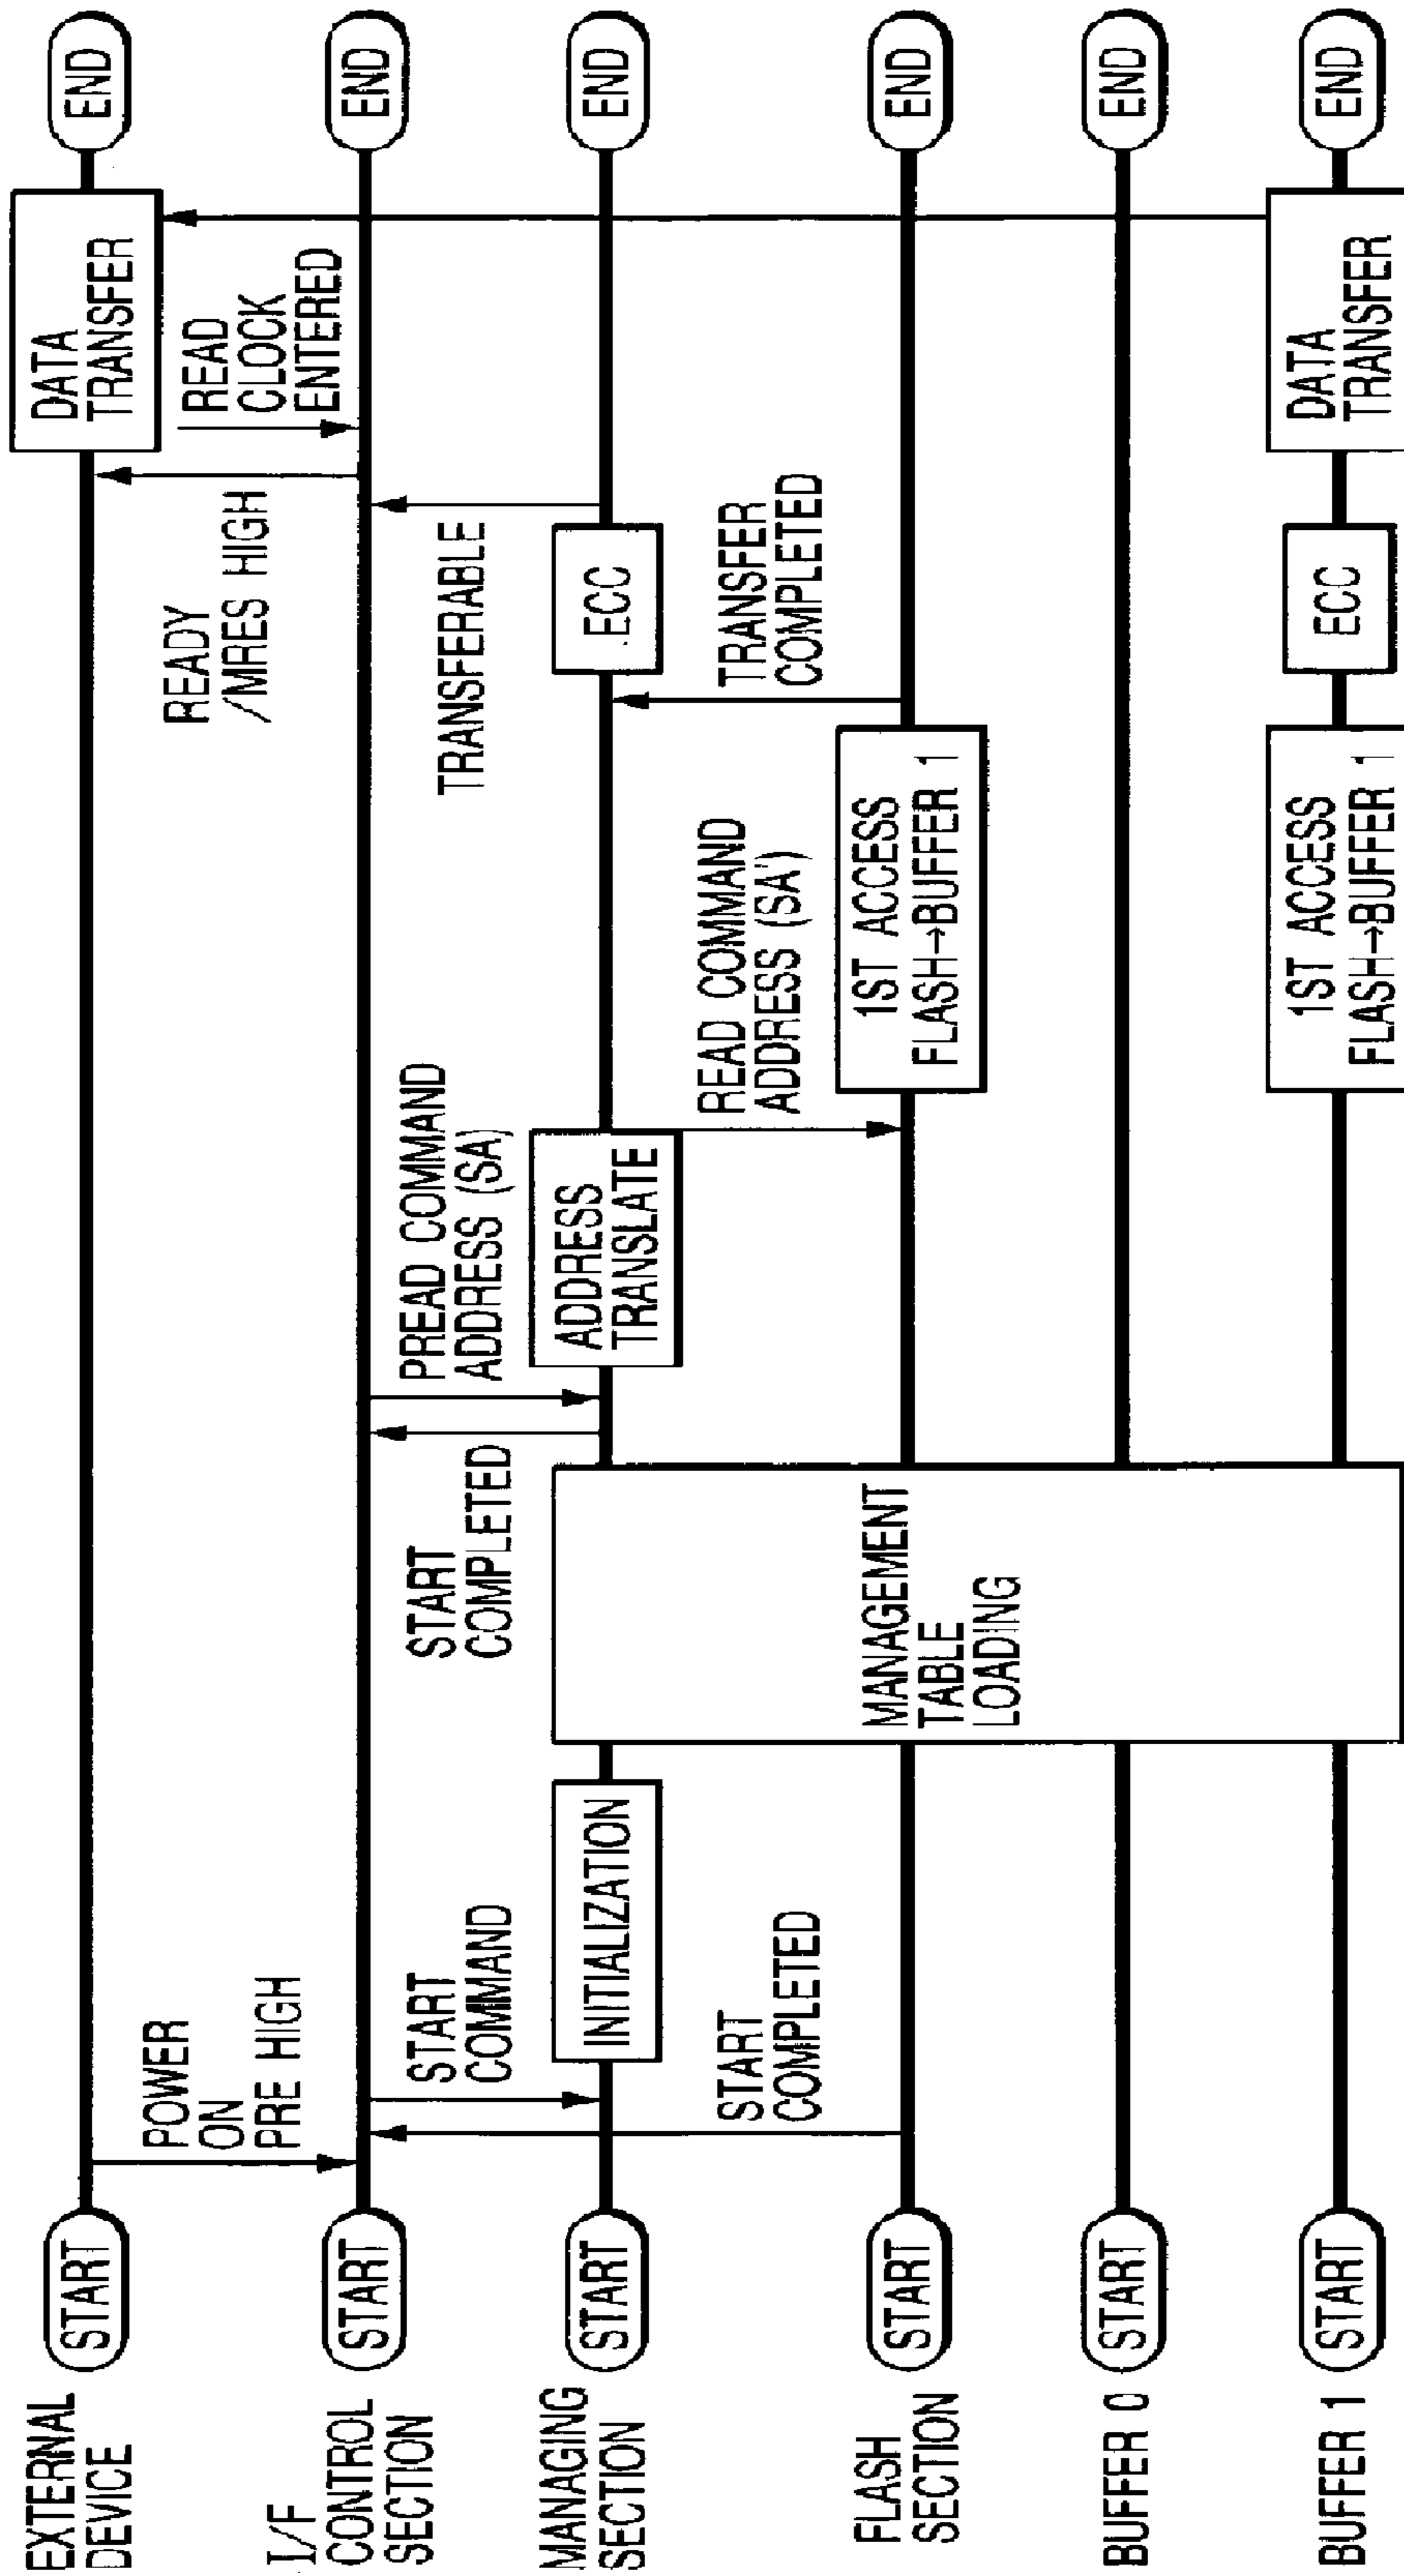 EXTERNAL
DEVICE
START
POWER
ON
PRE HIGH
READY
/MRES HIGH
DATA
TRANSFER
READ
CLOCK
ENTERED
END
I/F
CONTROL
SECTION
START
START
COMMAND
START
COMPLETED
PREAD COMMAND
ADDRESS (SA)
TRANSFERABLE
END
MANAGING
SECTION
START
INITIALIZATION
ADDRESS
TRANSLATE
ECC
END
START
COMPLETED
READ COMMAND
ADDRESS (SA')
TRANSFER
COMPLETED
FLASH
SECTION
START
MANAGEMENT
TABLE
LOADING
1ST ACCESS
FLASH→BUFFER 1
END
BUFFER 0
START
END
BUFFER 1
START
1ST ACCESS
FLASH→BUFFER 1
ECC
DATA
TRANSFER
END